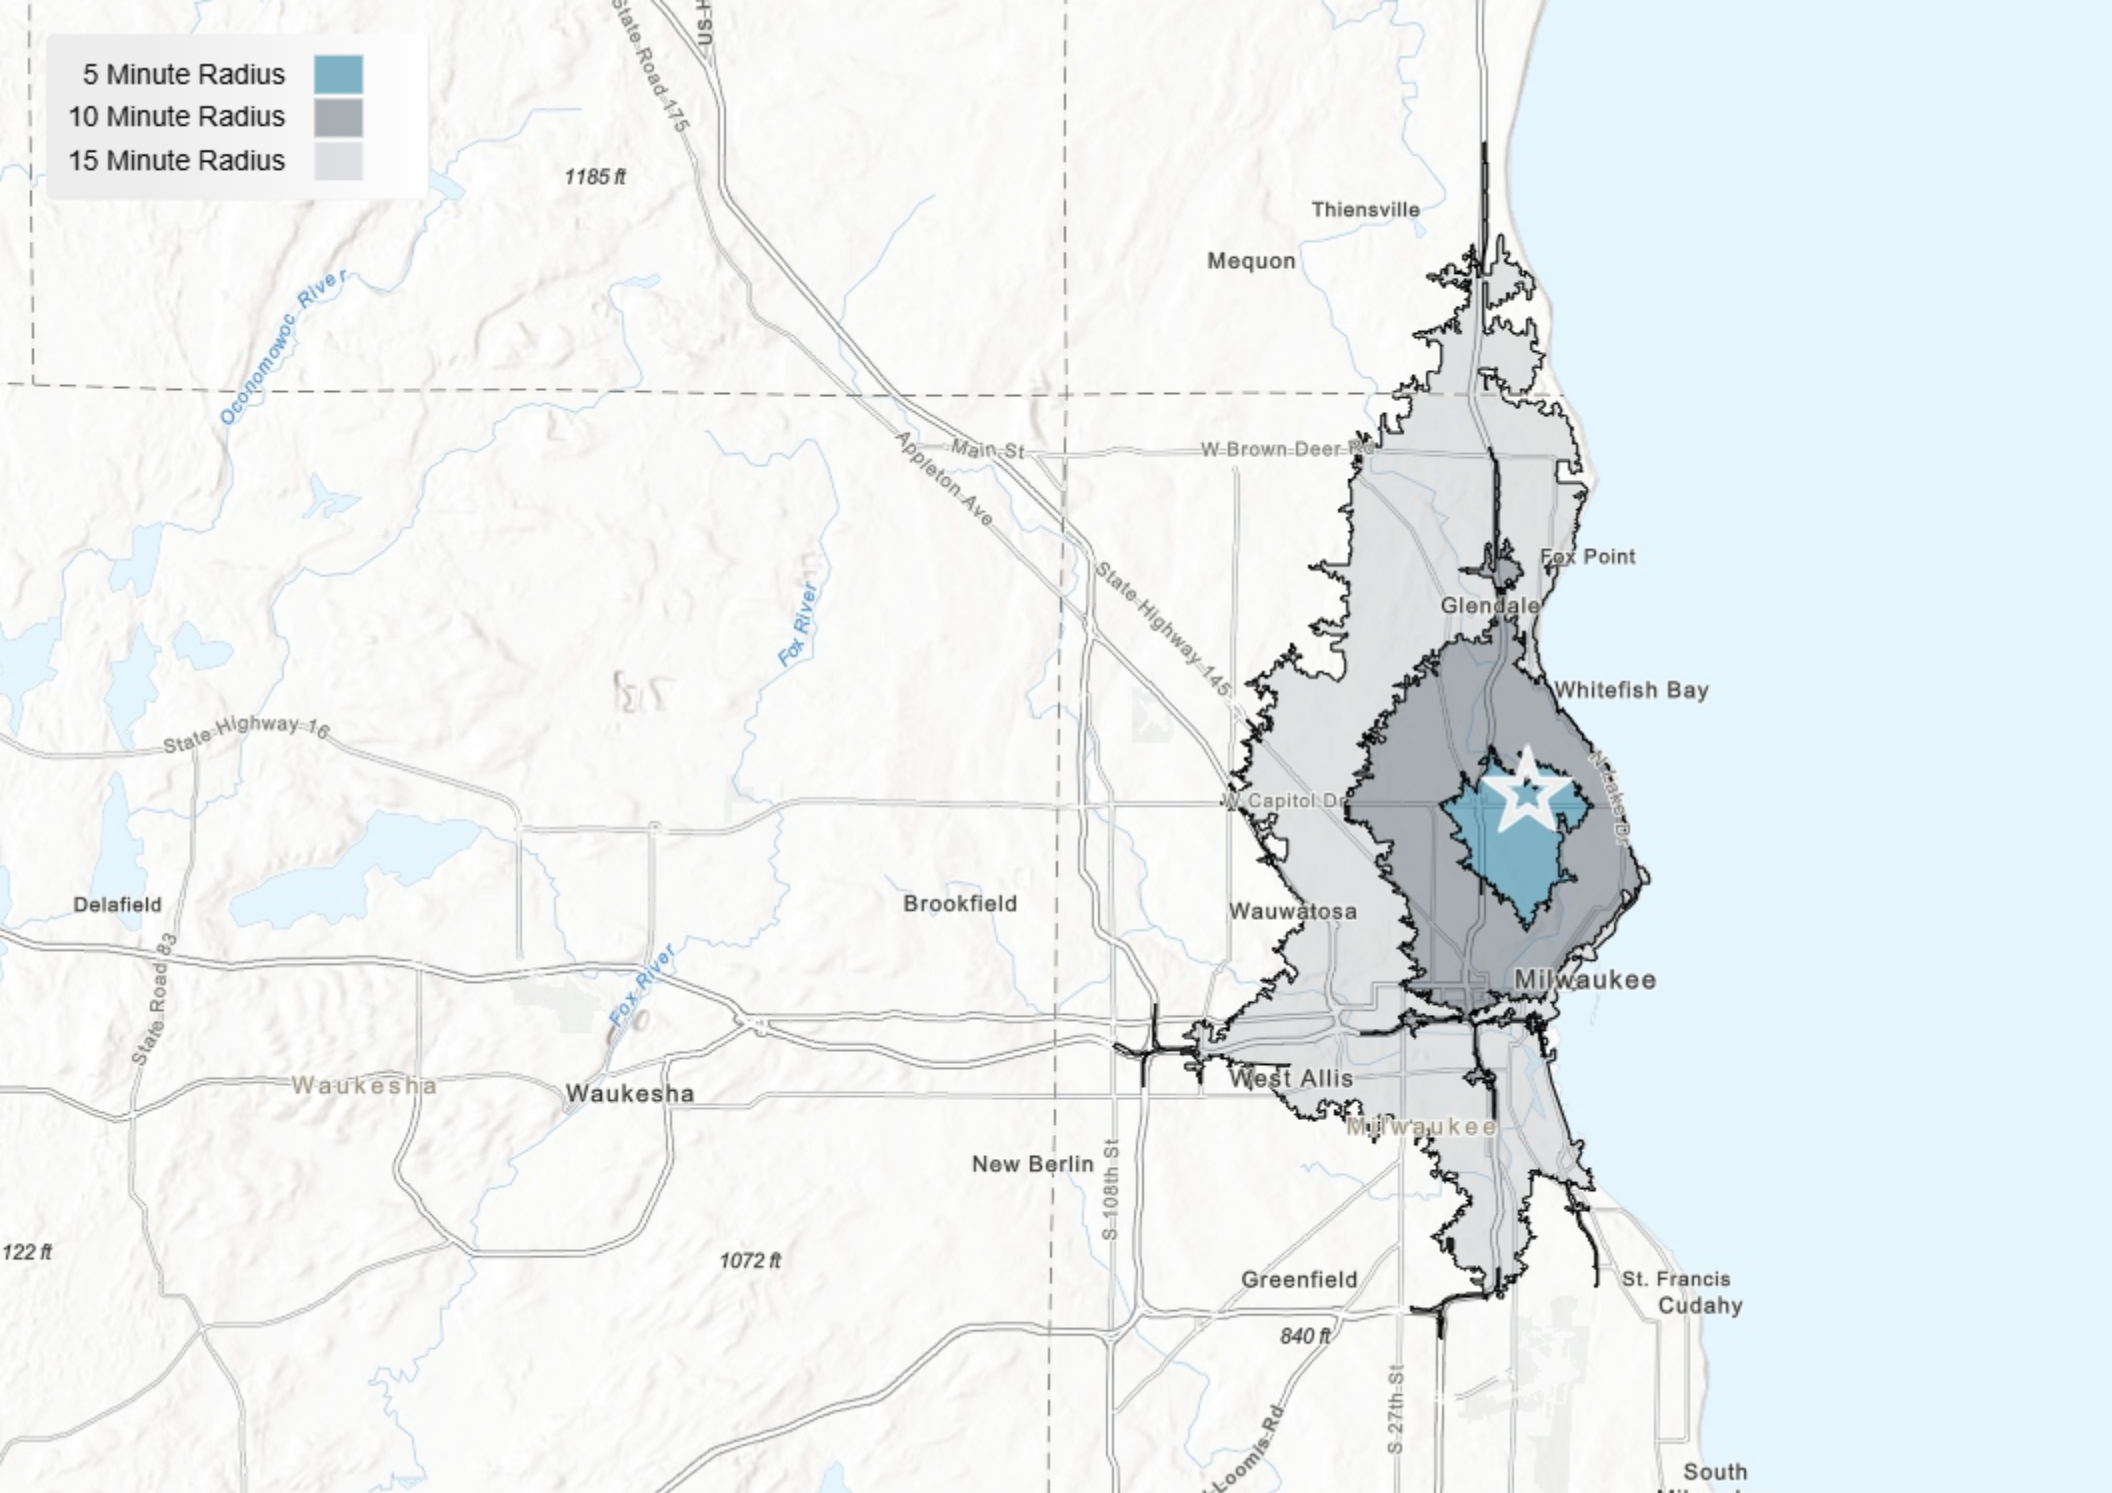 5 Minute Radius
10 Minute Radius
15 Minute Radius
State Road 175
1185 ft
Thiensville
Mequon
Oconomowoc River
Main St
W Brown Deer Rd
Appleton Ave
State Highway 145
Fox Point
Fox River
Glendale
Whitefish Bay
State Highway 16
W Capitol Dr
N Lake Dr
Delafield
Brookfield
Wauwatosa
State Road 83
Fox River
Milwaukee
Waukesha
Waukesha
West Allis
Milwaukee
New Berlin
S 108th St
122 ft
1072 ft
Greenfield
St. Francis
Cudahy
840 ft
S 27th St
Loomis Rd
South